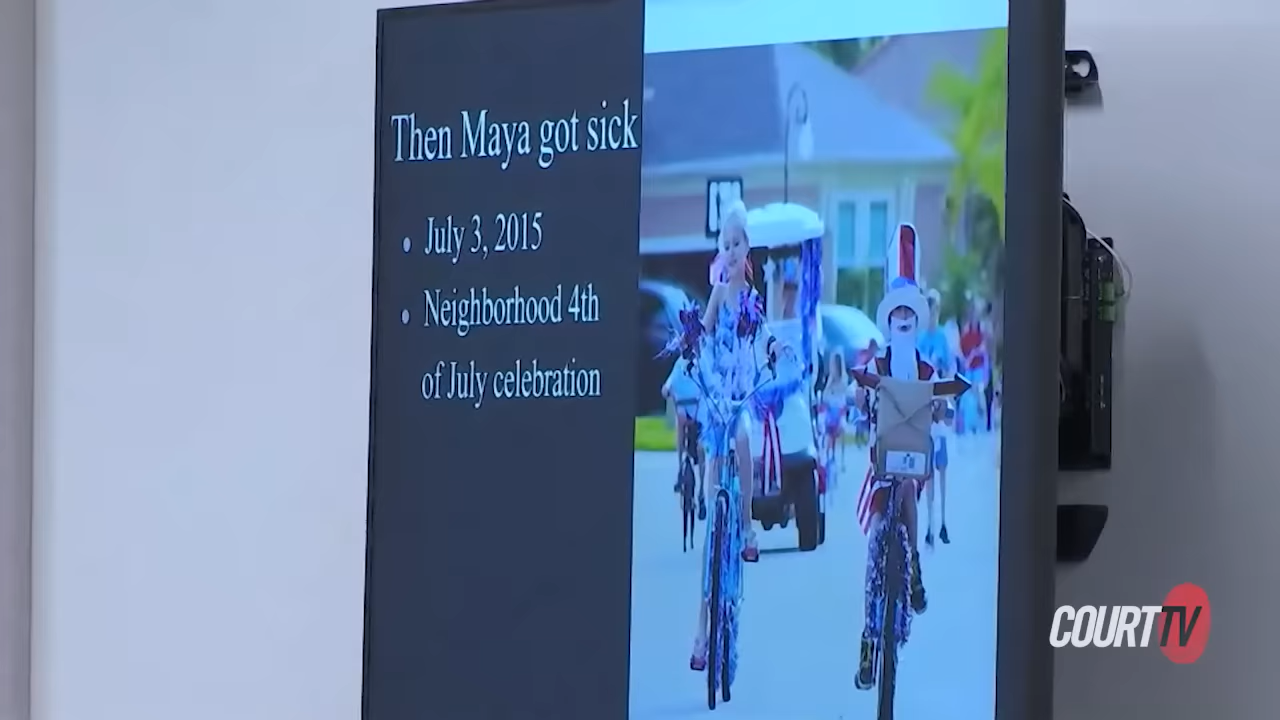 Then Maya got sick
• July 3, 2015
• Neighborhood 4th
of July celebration
COURT TV